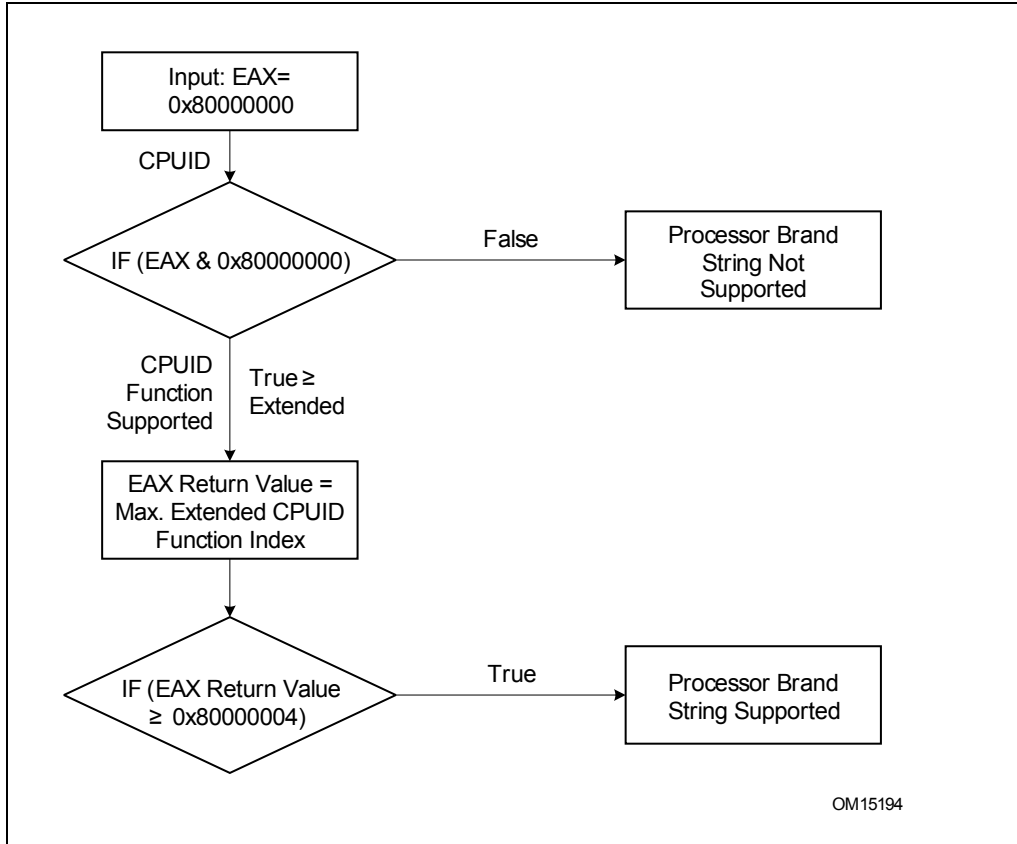 Input: EAX=
0x80000000
CPUID
IF (EAX & 0x80000000)
False
Processor Brand
String Not
Supported
CPUID
Function
Supported
True ≥
Extended
EAX Return Value =
Max. Extended CPUID
Function Index
IF (EAX Return Value
≥ 0x80000004)
True
Processor Brand
String Supported
OM15194